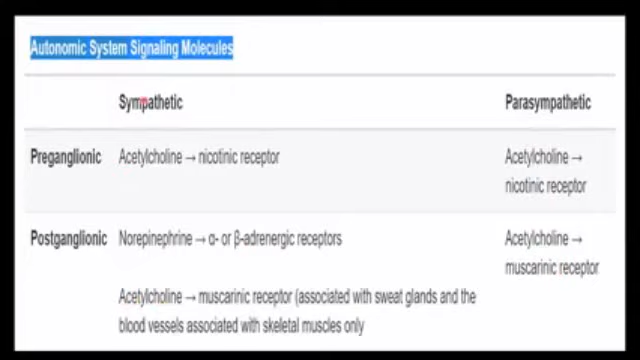 Autonomic System Signaling Molecules
Sympathetic Parasympathetic
Preganglionic Acetylcholine → nicotinic receptor Acetylcholine →
nicotinic receptor
Postganglionic Norepinephrine → α- or β-adrenergic receptors Acetylcholine →
muscarinic receptor
Acetylcholine → muscarinic receptor (associated with sweat glands and the
blood vessels associated with skeletal muscles only